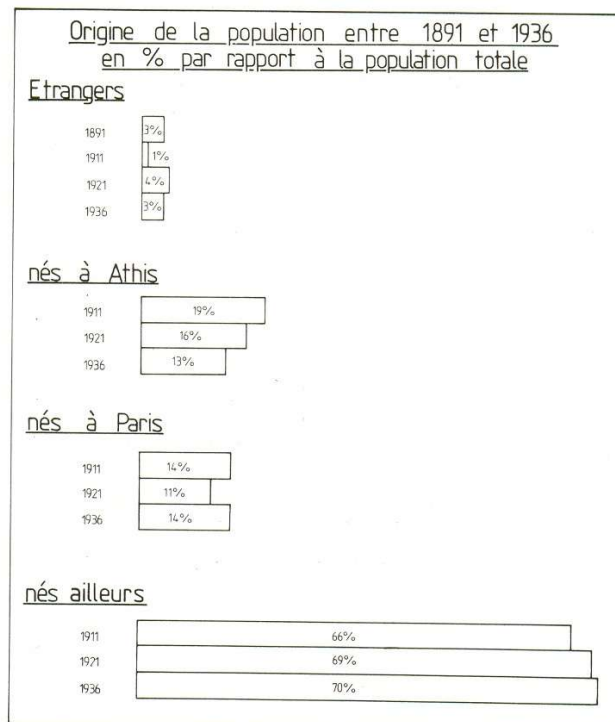 Origine de la population entre 1891 et 1936
en % par rapport à la population totale
Etrangers
1891 3%
1911 1%
1921 4%
1936 3%
nés à Athis
1911 19%
1921 16%
1936 13%
nés à Paris
1911 14%
1921 11%
1936 14%
nés ailleurs
1911 66%
1921 69%
1936 70%